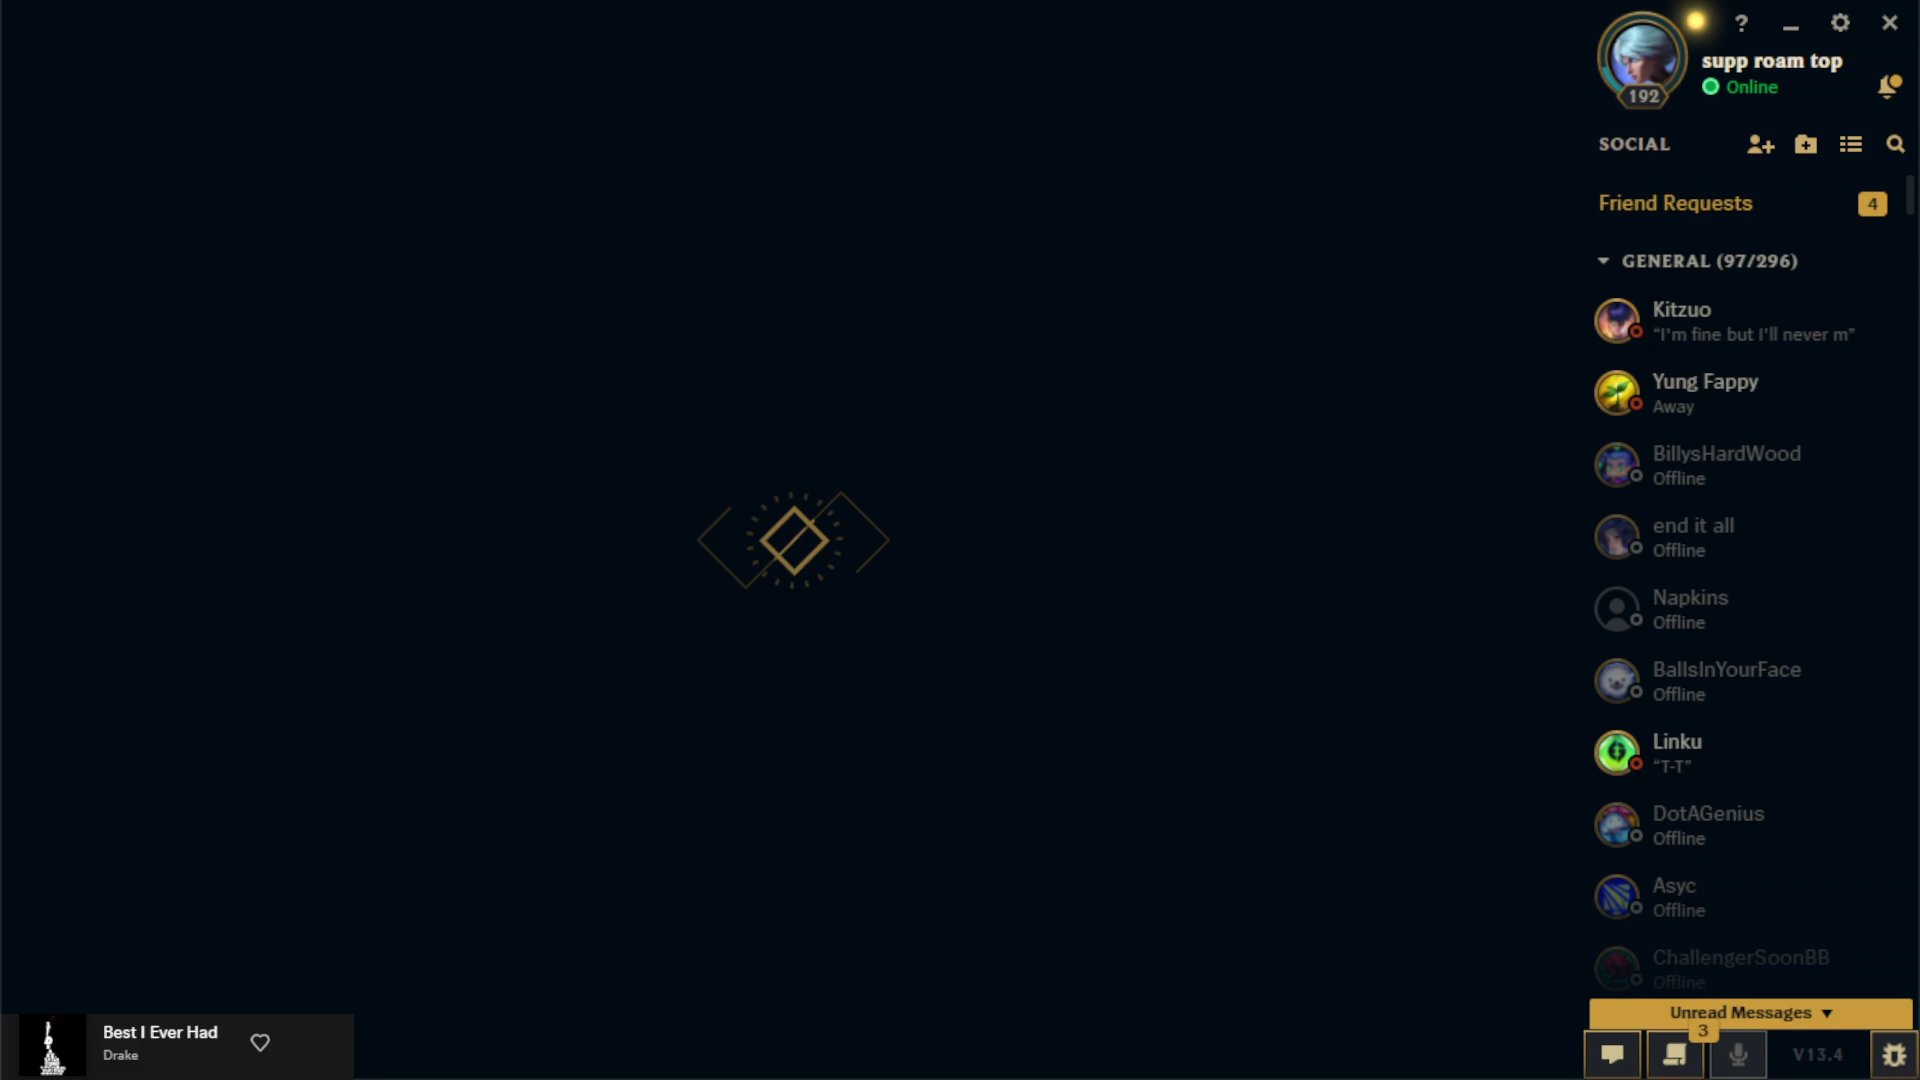 ?
supp roam top
192
Online
SOCIAL
Friend Requests
4
GENERAL (97/296)
Kitzuo
“I'm fine but I'll never m”
Yung Fappy
Away
BillysHardWood
Offline
end it all
Offline
Napkins
Offline
BallsInYourFace
Offline
Linku
“T-T”
DotAGenius
Offline
Asyc
Offline
ChallengerSoonBB
Offline
Unread Messages
3
V13.4
Best I Ever Had
Drake